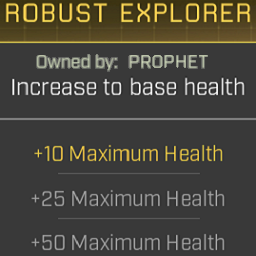 ROBUST EXPLORER
Owned by: PROPHET
Increase to base health
+10 Maximum Health
+25 Maximum Health
+50 Maximum Health